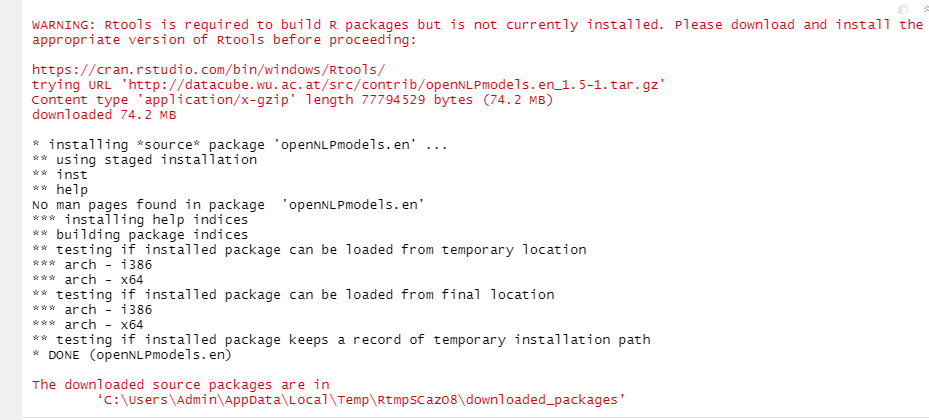 WARNING: Rtools is required to build R packages but is not currently installed. Please download and install the
appropriate version of Rtools before proceeding:
https://cran.rstudio.com/bin/windows/Rtools/
trying URL 'http://datacube.wu.ac.at/src/contrib/openNLPmodels.en_1.5-1.tar.gz'
Content type 'application/x-gzip' length 77794529 bytes (74.2 MB)
downloaded 74.2 MB
* installing *source* package 'openNLPmodels.en' ...
** using staged installation
** inst
** help
No man pages found in package  'openNLPmodels.en'
*** installing help indices
** building package indices
** testing if installed package can be loaded from temporary location
*** arch - i386
*** arch - x64
** testing if installed package can be loaded from final location
*** arch - i386
*** arch - x64
** testing if installed package keeps a record of temporary installation path
* DONE (openNLPmodels.en)
The downloaded source packages are in
‘C:\Users\Admin\AppData\Local\Temp\RtmpSCazO8\downloaded_packages’